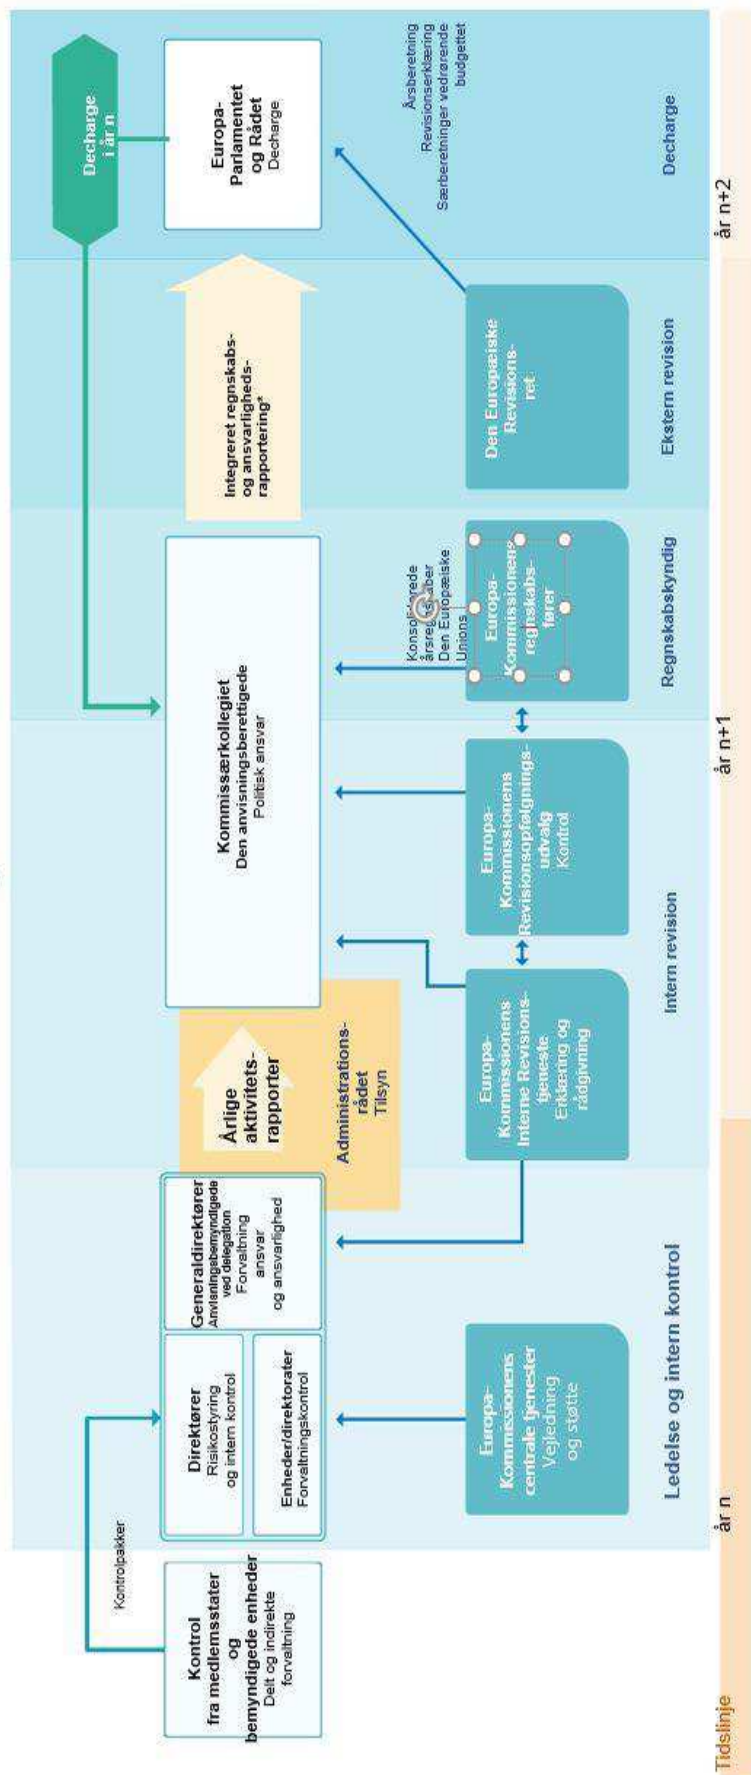 Kontrolpakker
Kontrol
fra medlemsstater
og
bemyndigede enheder
Delt og indirekte
forvaltning
Direktører
Risikostyring
og intern kontrol
Enheder/direktorater
Forvaltningskontrol
Generaldirektører
Anvisningsbemyndigede
ved delegation
Forvaltning
ansvar
og ansvarlighed
Årlige
aktivitets-
rapporter
Administrations-
rådet
Tilsyn
Kommissærkollegiet
Den anvisningsberettigede
Politisk ansvar
Integreret regnskabs-
og ansvarligheds-
rapportering*
Decharge
i år n
Europa-
Parlamentet
og Rådet
Decharge
Europa-
Kommissionens
centrale tjenester
Vejledning
og støtte
Europa-
Kommissionens
Interne Revisions-
tjeneste
Erklæring og
rådgivning
Europa-
Kommissionens
Revisionsopfølgnings-
udvalg
Kontrol
Den Europæiske
Unions
Europa-
Kommissionens
regnskabs-
fører
Den Europæiske
Revisions-
ret
Årsberetning
Revisionserklæring
Særberetninger vedrørende
budgettet
Ledelse og intern kontrol
Intern revision
Regnskabskyndig
Ekstern revision
Decharge
Tidslinje
år n
år n+1
år n+2